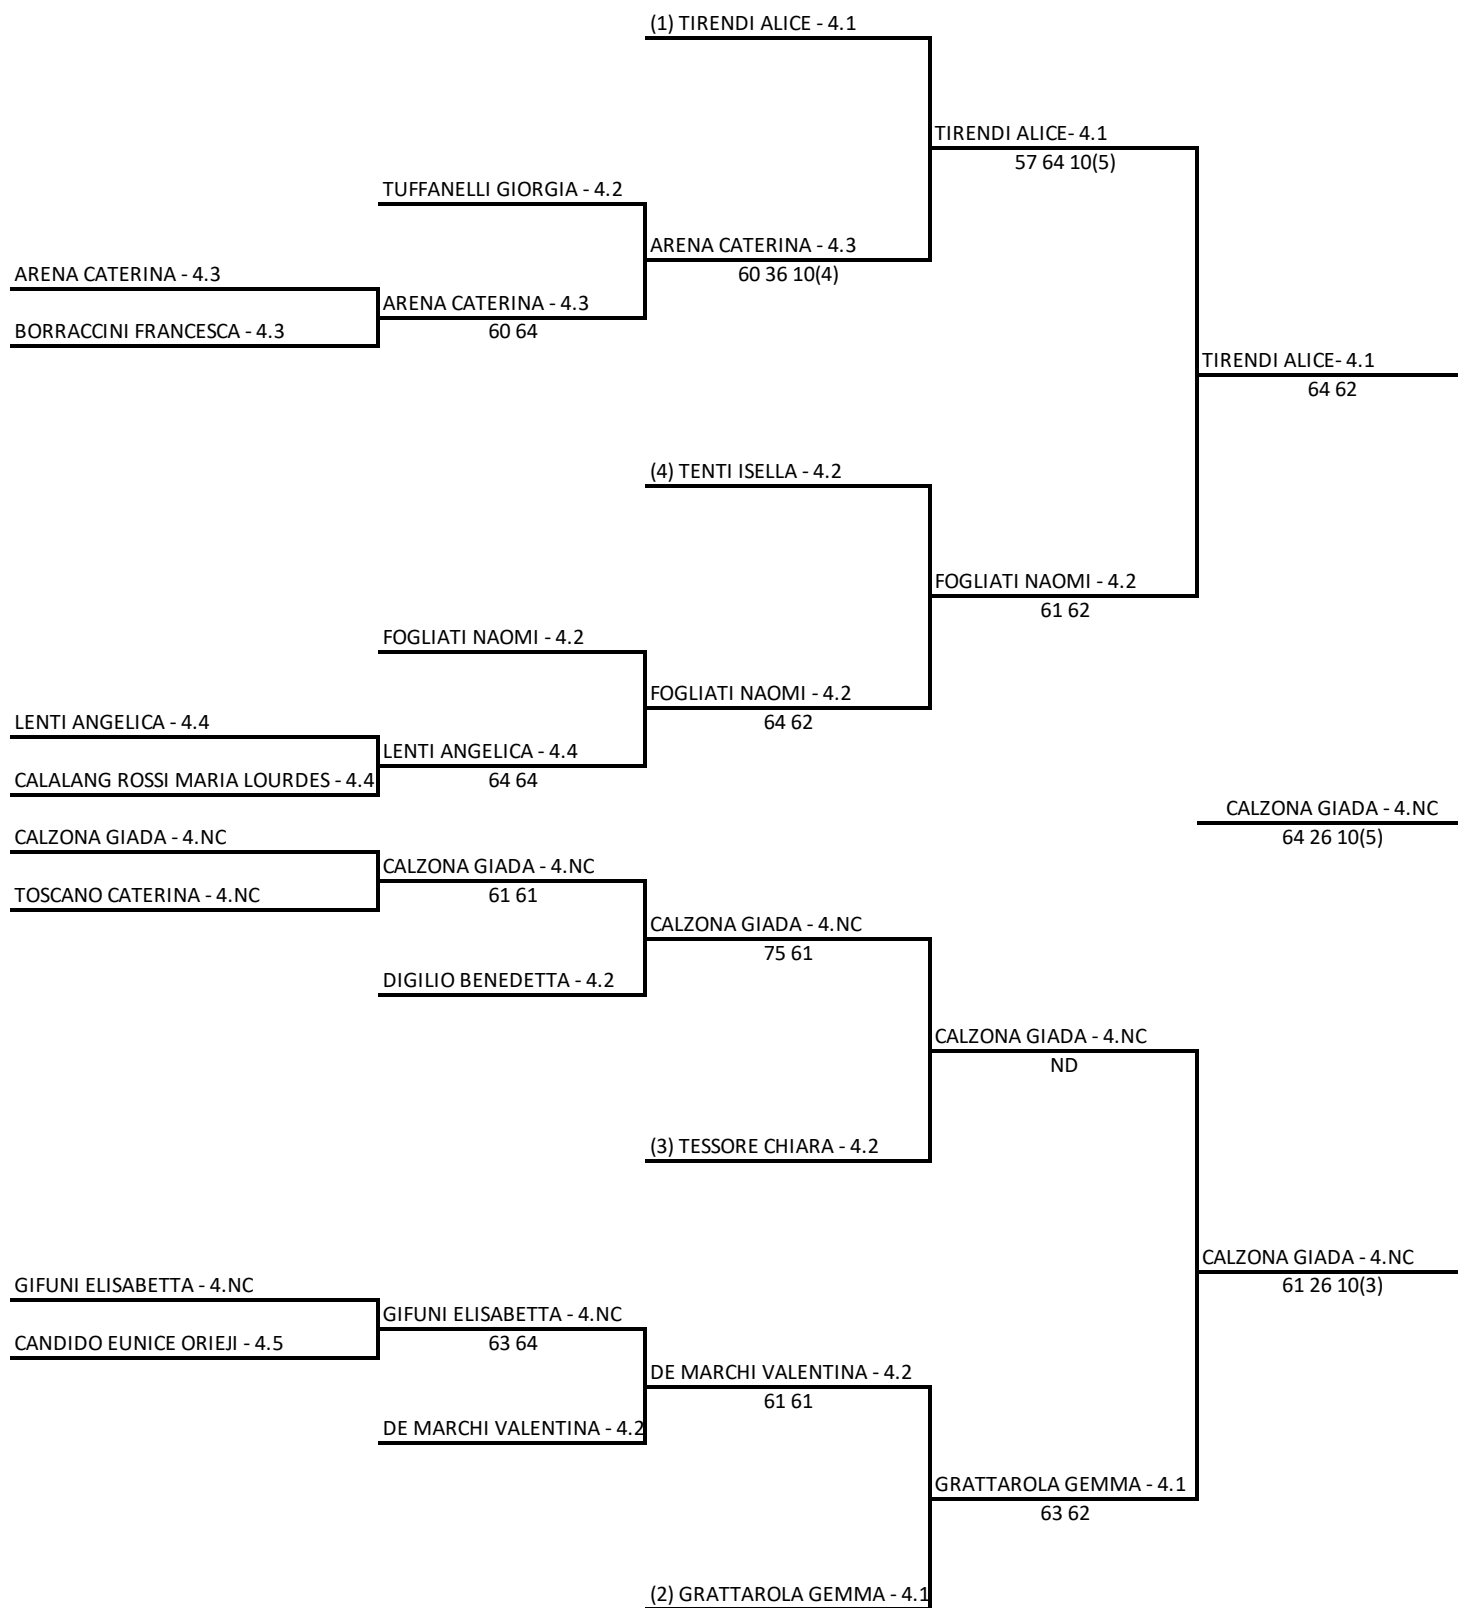 (1) TIRENDI ALICE - 4.1
TIRENDI ALICE- 4.1
57 64 10(5)
TUFFANELLI GIORGIA - 4.2
ARENA CATERINA - 4.3
60 36 10(4)
ARENA CATERINA - 4.3
ARENA CATERINA - 4.3
60 64
BORRACCINI FRANCESCA - 4.3
TIRENDI ALICE- 4.1
64 62
(4) TENTI ISELLA - 4.2
FOGLIATI NAOMI - 4.2
61 62
FOGLIATI NAOMI - 4.2
FOGLIATI NAOMI - 4.2
64 62
LENTI ANGELICA - 4.4
LENTI ANGELICA - 4.4
64 64
CALALANG ROSSI MARIA LOURDES - 4.4
CALZONA GIADA - 4.NC
64 26 10(5)
CALZONA GIADA - 4.NC
CALZONA GIADA - 4.NC
61 61
TOSCANO CATERINA - 4.NC
CALZONA GIADA - 4.NC
75 61
DIGILIO BENEDETTA - 4.2
CALZONA GIADA - 4.NC
ND
(3) TESSORE CHIARA - 4.2
CALZONA GIADA - 4.NC
61 26 10(3)
GIFUNI ELISABETTA - 4.NC
GIFUNI ELISABETTA - 4.NC
63 64
CANDIDO EUNICE ORIEJI - 4.5
DE MARCHI VALENTINA - 4.2
61 61
DE MARCHI VALENTINA - 4.2
GRATTAROLA GEMMA - 4.1
63 62
(2) GRATTAROLA GEMMA - 4.1